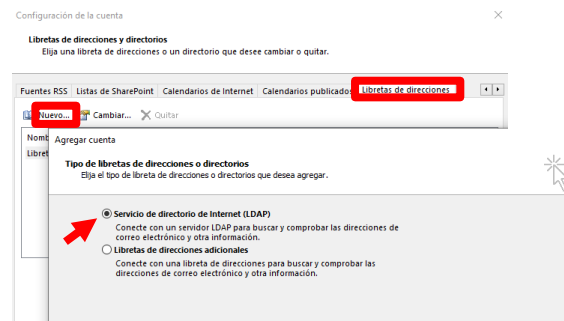 Configuración de la cuenta
Libretas de direcciones y directorios
Elija una libreta de direcciones o un directorio que desee cambiar o quitar.
Fuentes RSS Listas de SharePoint Calendarios de Internet Calendarios publicados Libretas de direcciones
Nuevo... Cambiar... Quitar
Nomb
Libret
Agregar cuenta
Tipo de libretas de direcciones o directorios
Elija el tipo de libreta de direcciones o directorios que desea agregar.
Servicio de directorio de Internet (LDAP)
Conecte con un servidor LDAP para buscar y comprobar las direcciones de
correo electrónico y otra información.
Libretas de direcciones adicionales
Conecte con una libreta de direcciones para buscar y comprobar las
direcciones de correo electrónico y otra información.